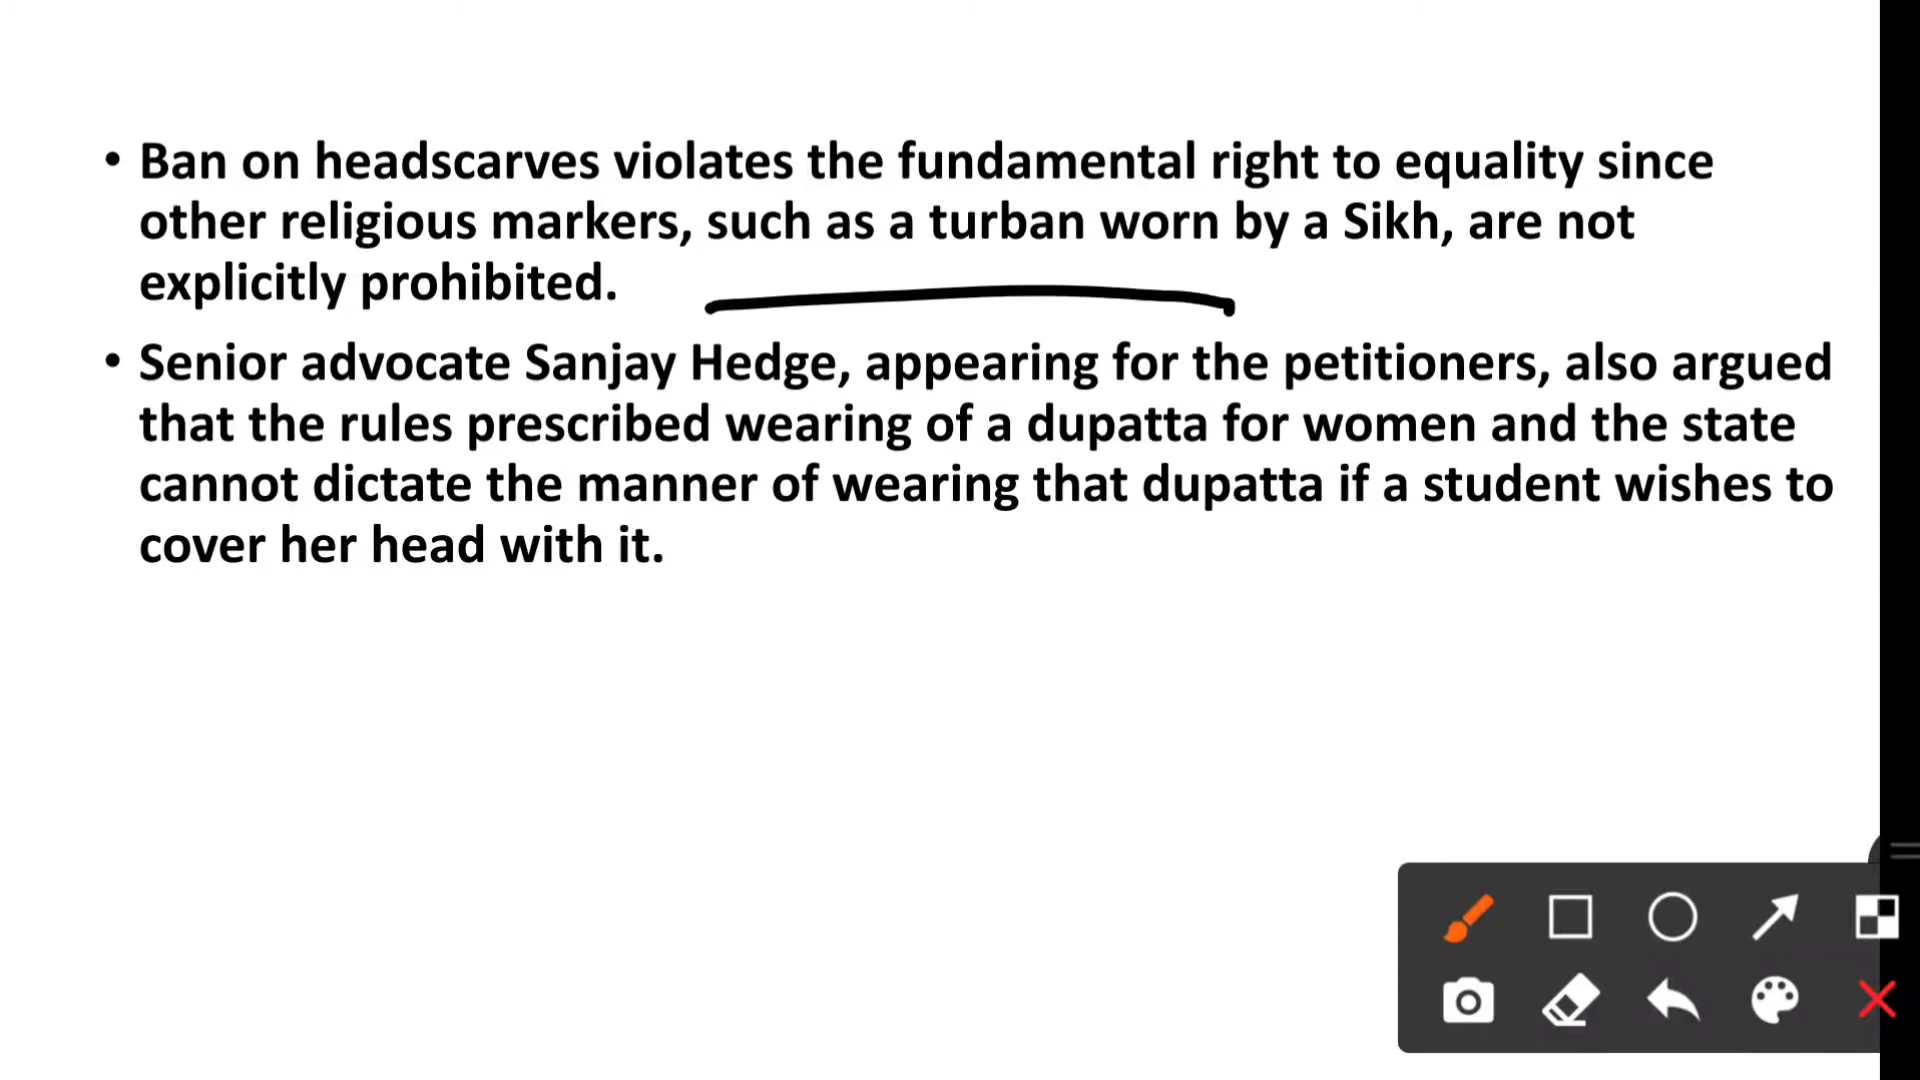 • Ban on headscarves violates the fundamental right to equality since
other religious markers, such as a turban worn by a Sikh, are not
explicitly prohibited.
• Senior advocate Sanjay Hedge, appearing for the petitioners, also argued
that the rules prescribed wearing of a dupatta for women and the state
cannot dictate the manner of wearing that dupatta if a student wishes to
cover her head with it.